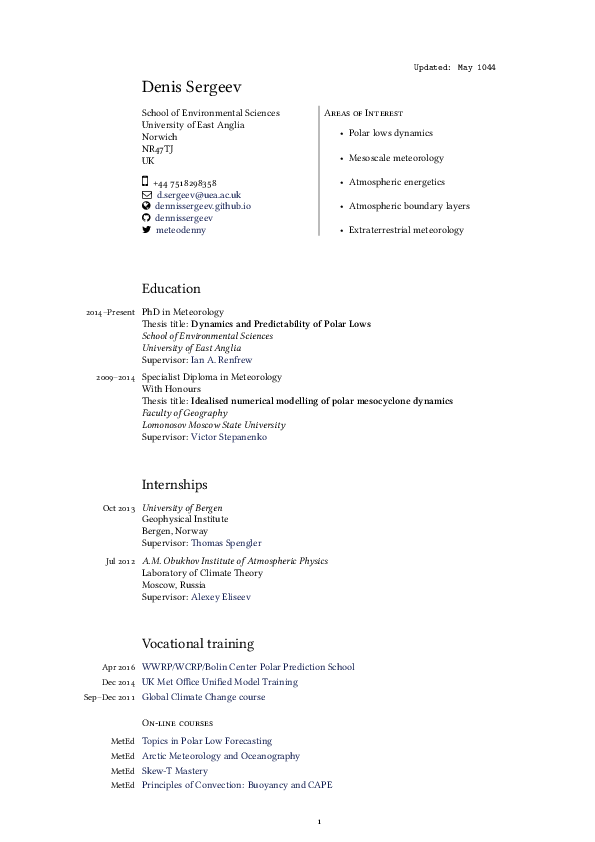 Updated: May 1044
Denis Sergeev
School of Environmental Sciences
University of East Anglia
Norwich
NR47TJ
UK
+44 7518298358
d.sergeev@uea.ac.uk
dennissergeev.github.io
dennissergeev
meteodenny
Areas of Interest
• Polar lows dynamics
• Mesoscale meteorology
• Atmospheric energetics
• Atmospheric boundary layers
• Extraterrestrial meteorology
Education
2014–Present PhD in Meteorology
Thesis title: Dynamics and Predictability of Polar Lows
School of Environmental Sciences
University of East Anglia
Supervisor: Ian A. Renfrew
2009–2014 Specialist Diploma in Meteorology
With Honours
Thesis title: Idealised numerical modelling of polar mesocyclone dynamics
Faculty of Geography
Lomonosov Moscow State University
Supervisor: Victor Stepanenko
Internships
Oct 2013 University of Bergen
Geophysical Institute
Bergen, Norway
Supervisor: Thomas Spengler
Jul 2012 A.M. Obukhov Institute of Atmospheric Physics
Laboratory of Climate Theory
Moscow, Russia
Supervisor: Alexey Eliseev
Vocational training
Apr 2016 WWRP/WCRP/Bolin Center Polar Prediction School
Dec 2014 UK Met Office Unified Model Training
Sep–Dec 2011 Global Climate Change course
On-line courses
MetEd Topics in Polar Low Forecasting
MetEd Arctic Meteorology and Oceanography
MetEd Skew-T Mastery
MetEd Principles of Convection: Buoyancy and CAPE
1